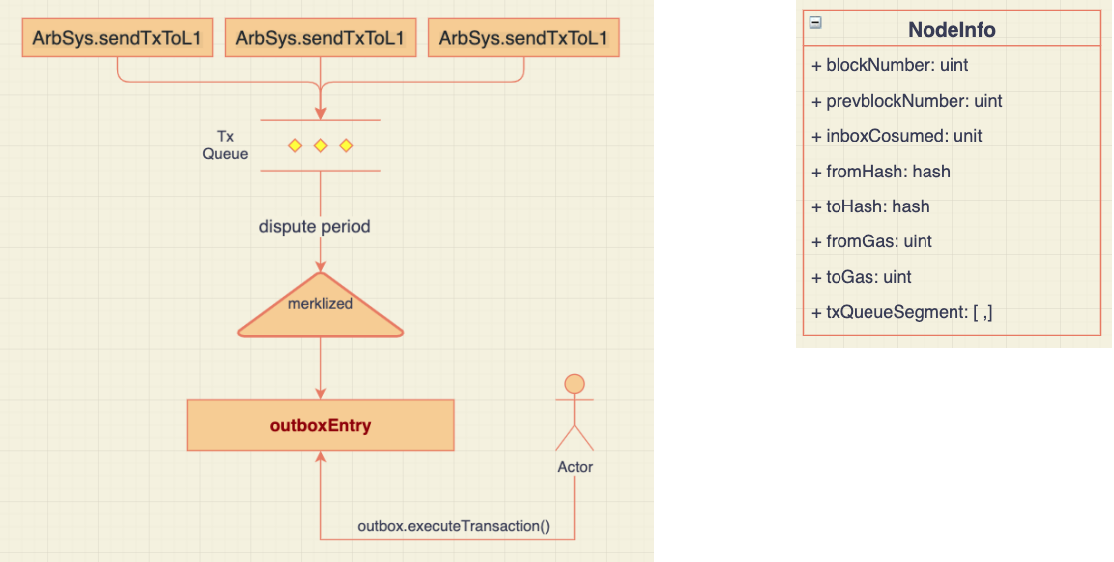 ArbSys.sendTxToL1
ArbSys.sendTxToL1
ArbSys.sendTxToL1
Tx
Queue
dispute period
merklized
outboxEntry
Actor
outbox.executeTransaction()
NodeInfo
+ blockNumber: uint
+ prevblockNumber: uint
+ inboxCosumed: unit
+ fromHash: hash
+ toHash: hash
+ fromGas: uint
+ toGas: uint
+ txQueueSegment: [ ,]